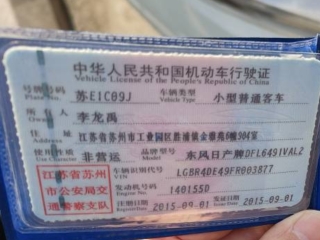 中华人民共和国机动车行驶证
Vehicle License of the People's Republic of China
号牌号码 苏E1C09J 车辆类型 小型普通客车
Plate No. Vehicle Type
所有人 李龙禹
Owner
住址 江苏省苏州市工业园区胜浦镇金苑6幢904室
Address
使用性质 非营运 品牌型号 东风日产牌DFL6491VAL2
Use Character Model
江苏省苏 车辆识别代号 LGBR4DE49FR003877
VIN
州市公安局交 发动机号码 140155D
Engine No.
通警察支队 注册日期 2015-09-01 发证日期 2015-09-01
Register Date Issue Date